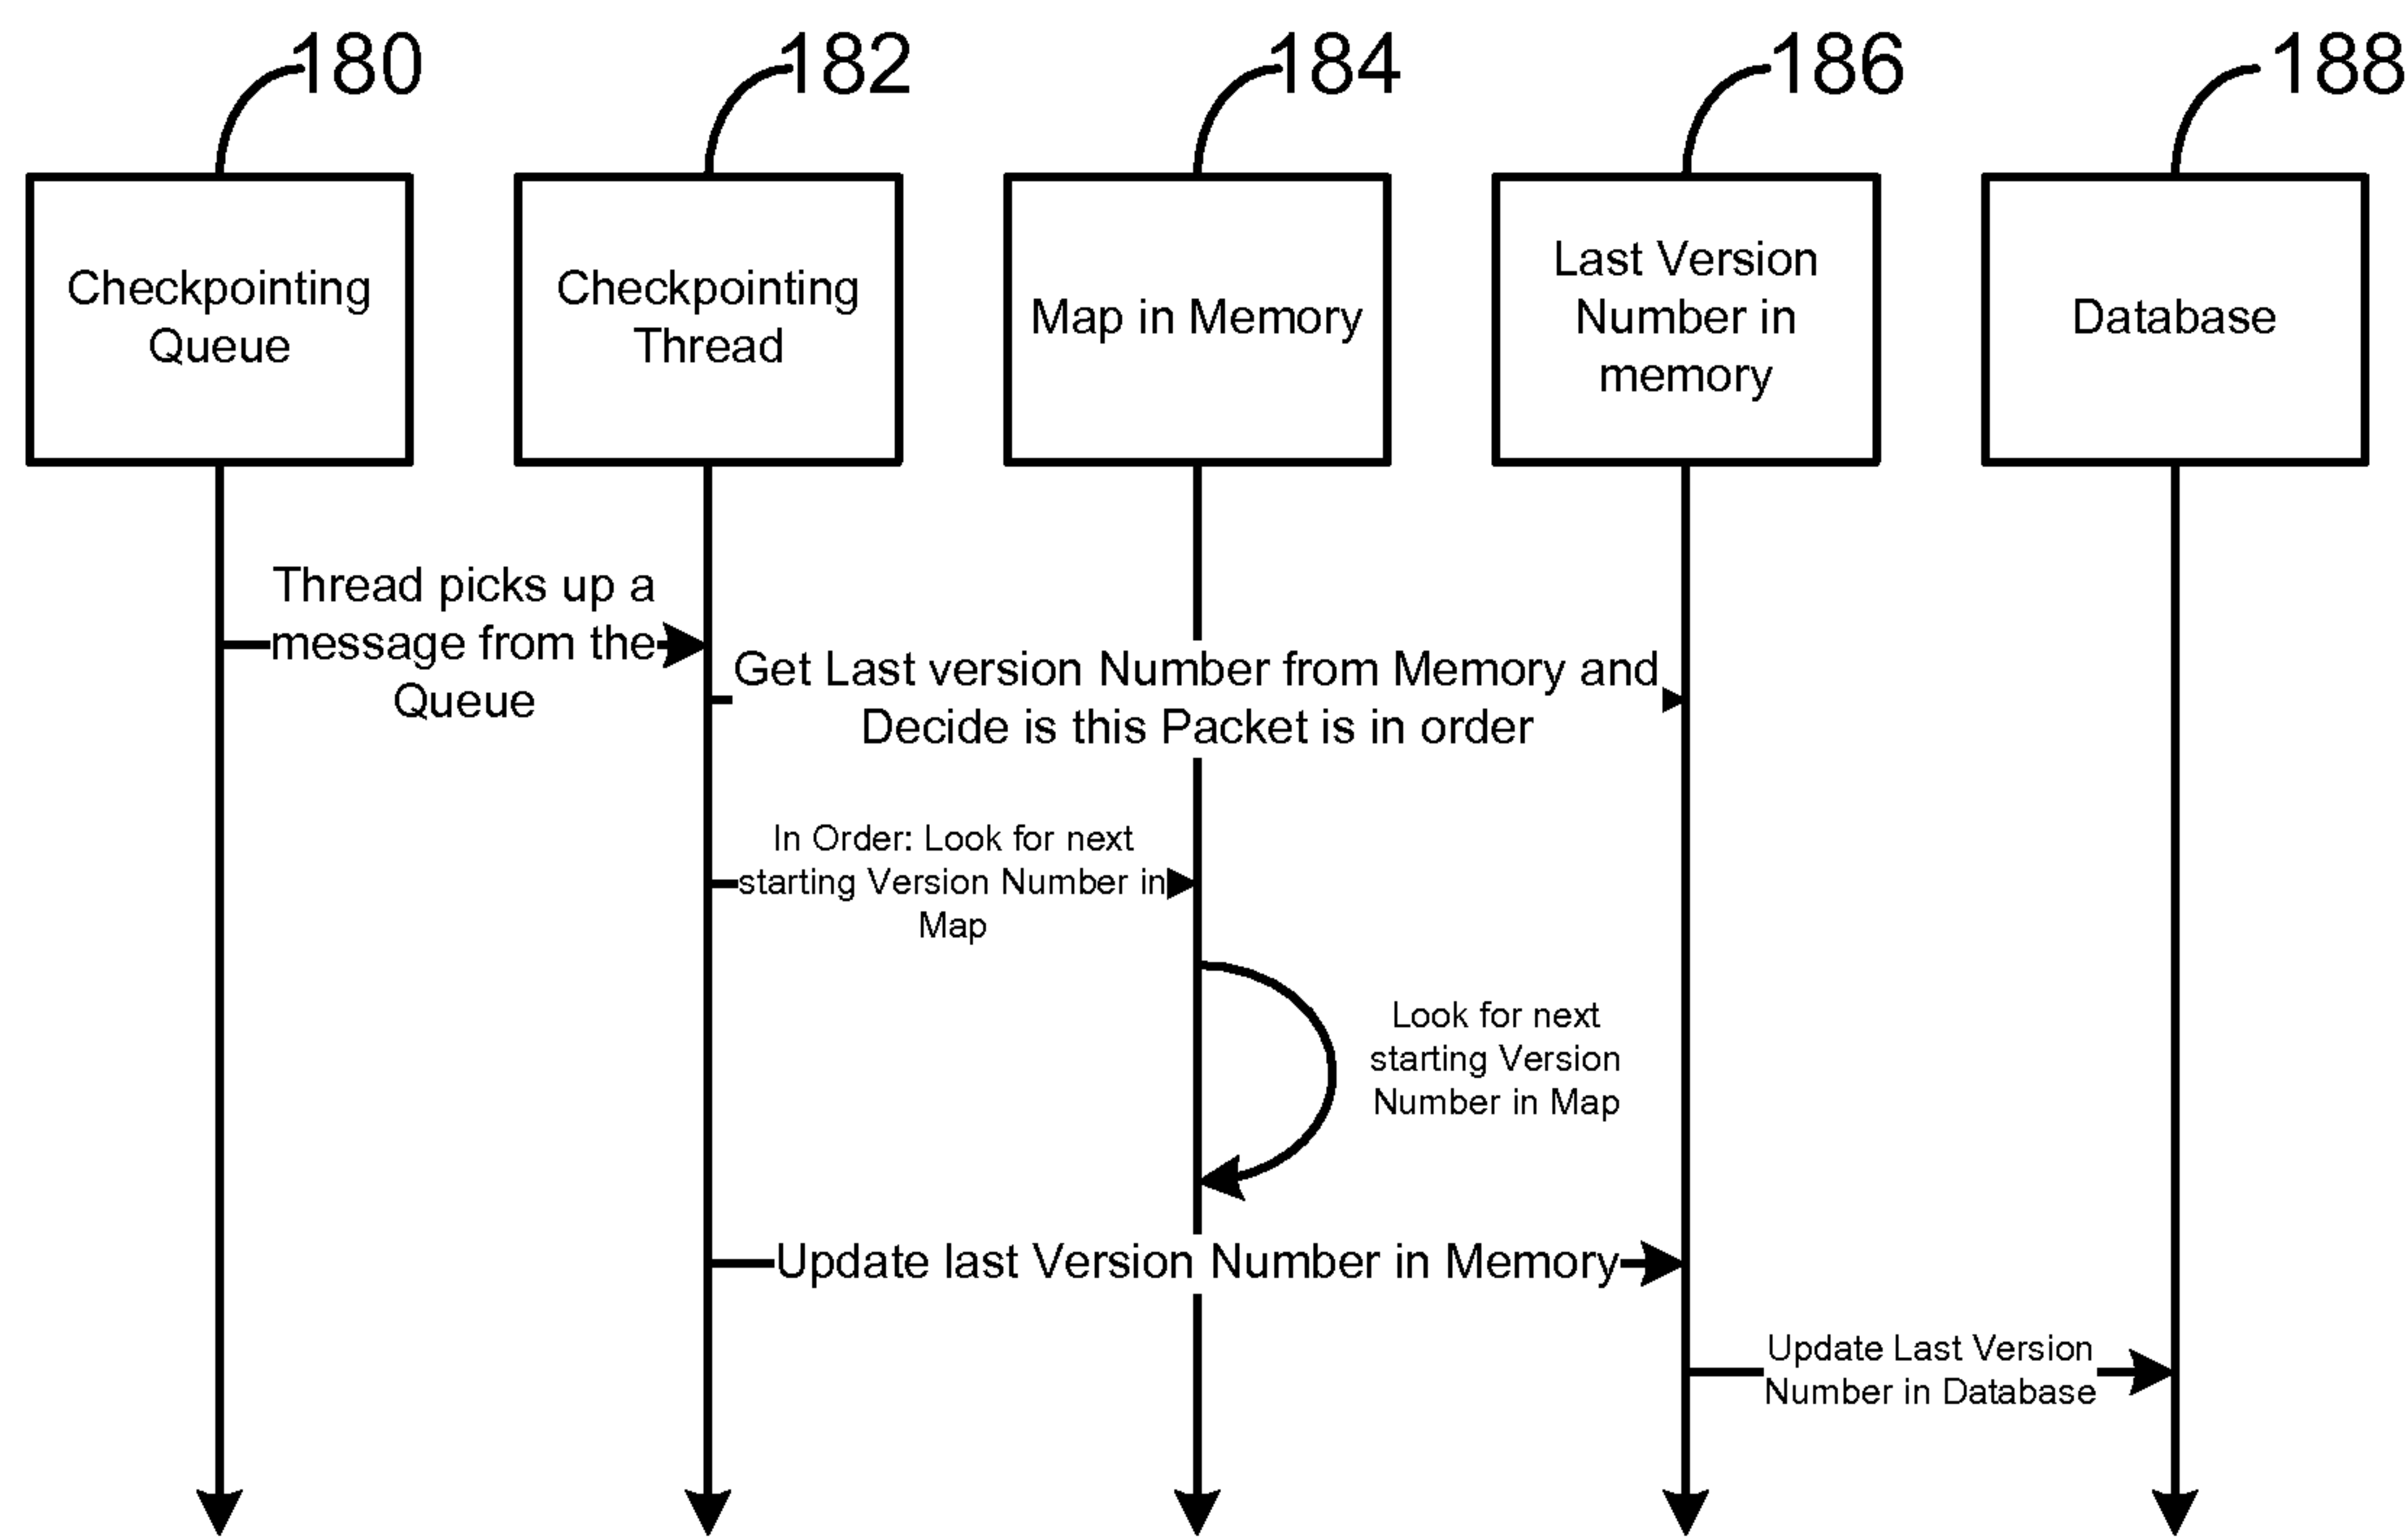 180
182
184
186
188
Checkpointing
Queue
Checkpointing
Thread
Map in Memory
Last Version
Number in
memory
Database
Thread picks up a
message from the
Queue
Get Last version Number from Memory and
Decide is this Packet is in order
In Order: Look for next
starting Version Number in
Map
Look for next
starting Version
Number in Map
Update last Version Number in Memory
Update Last Version
Number in Database